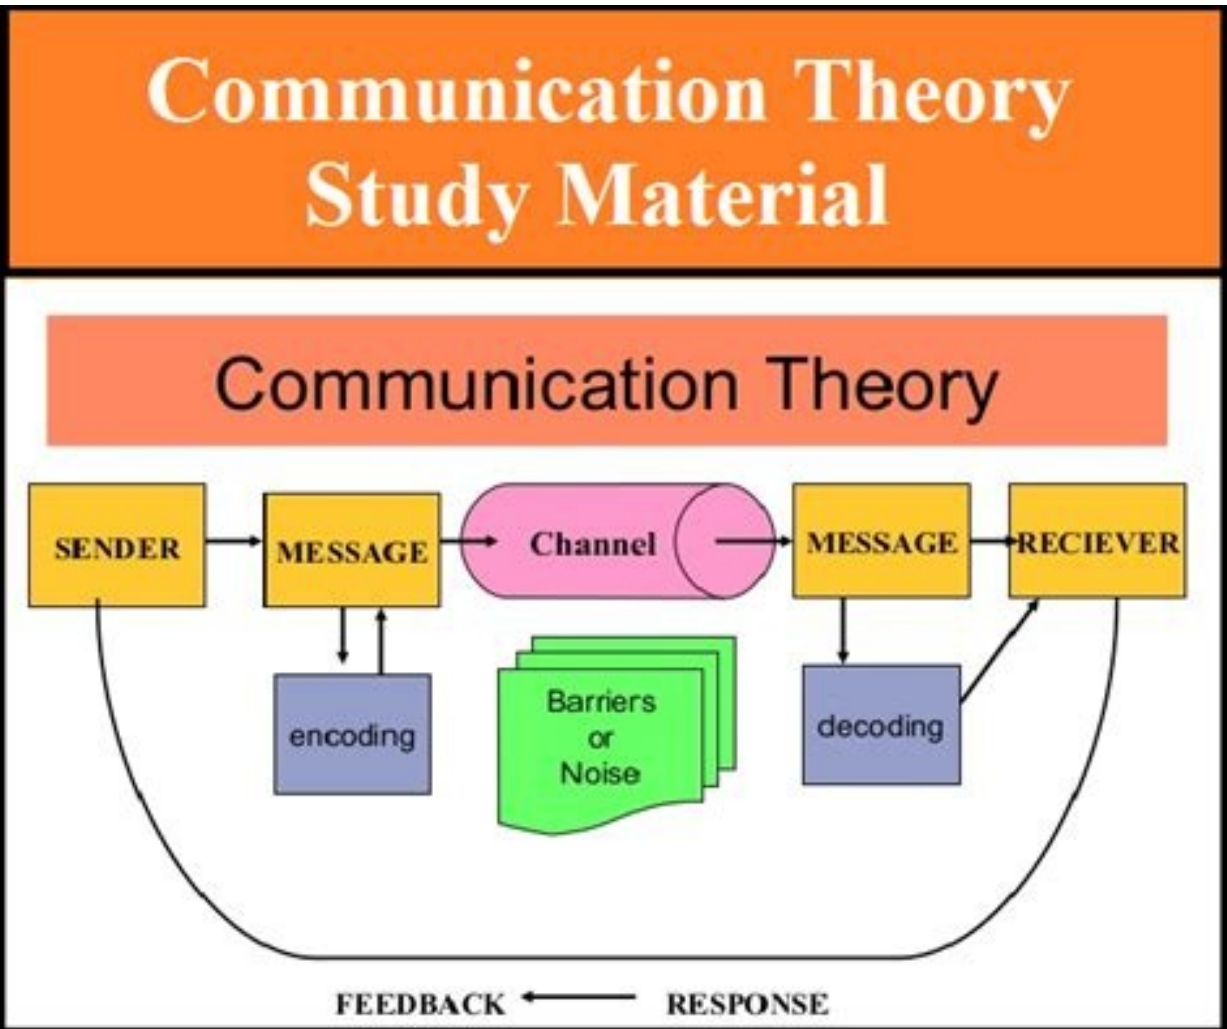 Communication Theory
Study Material
Communication Theory
SENDER
MESSAGE
Channel
MESSAGE
RECIEVER
encoding
Barriers
or
Noise
decoding
FEEDBACK
RESPONSE